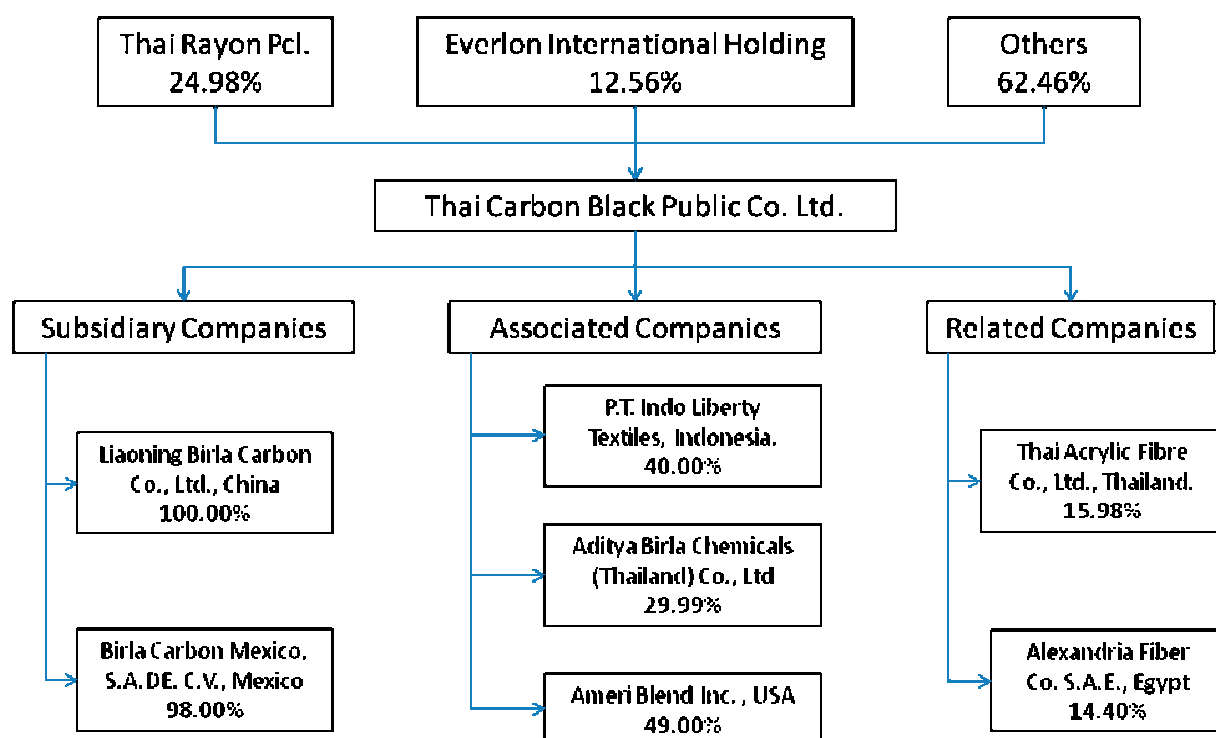 Thai Rayon Pcl.
24.98%
Everlon International Holding
12.56%
Others
62.46%
Thai Carbon Black Public Co. Ltd.
Subsidiary Companies
Associated Companies
Related Companies
Liaoning Birla Carbon
Co., Ltd., China
100.00%
Birla Carbon Mexico,
S.A.DE. C.V., Mexico
98.00%
P.T. Indo Liberty
Textiles, Indonesia.
40.00%
Aditya Birla Chemicals
(Thailand) Co., Ltd
29.99%
Ameri Blend Inc. , USA
49.00%
Thai Acrylic Fibre
Co., Ltd., Thailand.
15.98%
Alexandria Fiber
Co. S.A.E., Egypt
14.40%